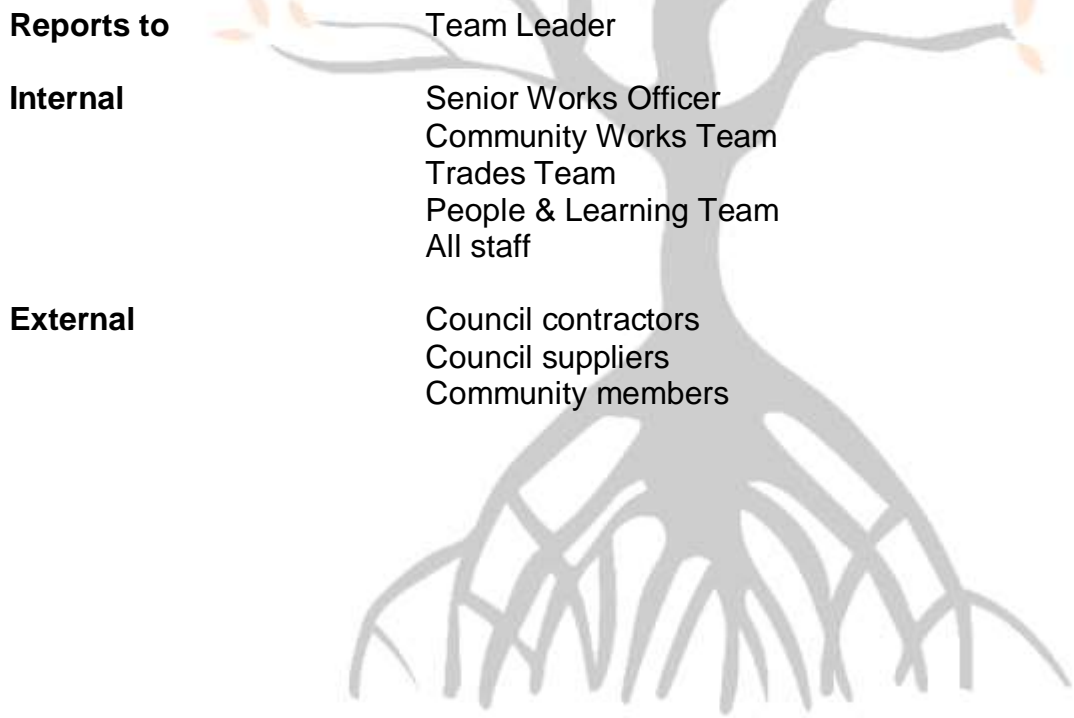 Reports to Team Leader
Internal Senior Works Officer
Community Works Team
Trades Team
People & Learning Team
All staff
External Council contractors
Council suppliers
Community members